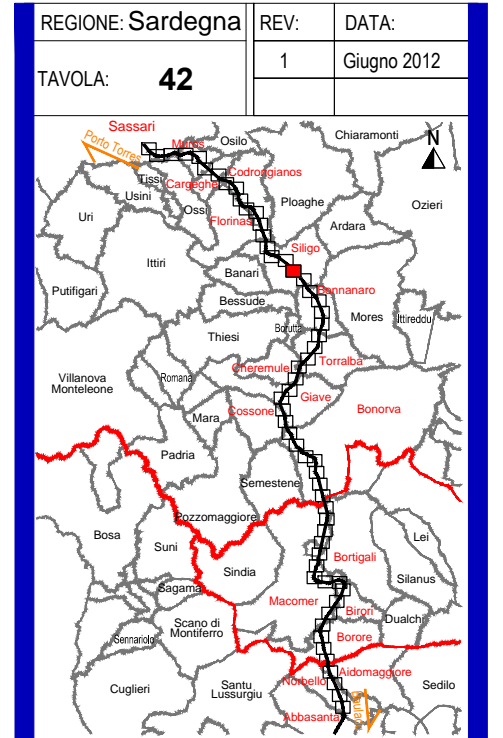 REGIONE: Sardegna
REV:
DATA:
TAVOLA: 42
1
Giugno 2012
Sassari
Porto Torres
Muros
Osilo
Chiaramonti
N
Tissi
Cargeghe
Codrongianos
Usini
Ossi
Ploaghe
Ozieri
Uri
Florinas
Ardara
Siligo
Ittiri
Banari
Bonnanaro
Putifigari
Bessude
Mores
Ittireddu
Thiesi
Borutta
Cheremule
Torralba
Villanova
Monteleone
Romana
Giave
Mara
Cossone
Bonorva
Padria
Semestene
Pozzomaggiore
Bosa
Suni
Lei
Bortigali
Sindia
Silanus
Sagama
Macomer
Birori
Dualchi
Scano di
Montiferro
Sennariolo
Borore
Aidomaggiore
Norbello
Cuglieri
Santu
Lussurgiu
Sedilo
Abbasanta